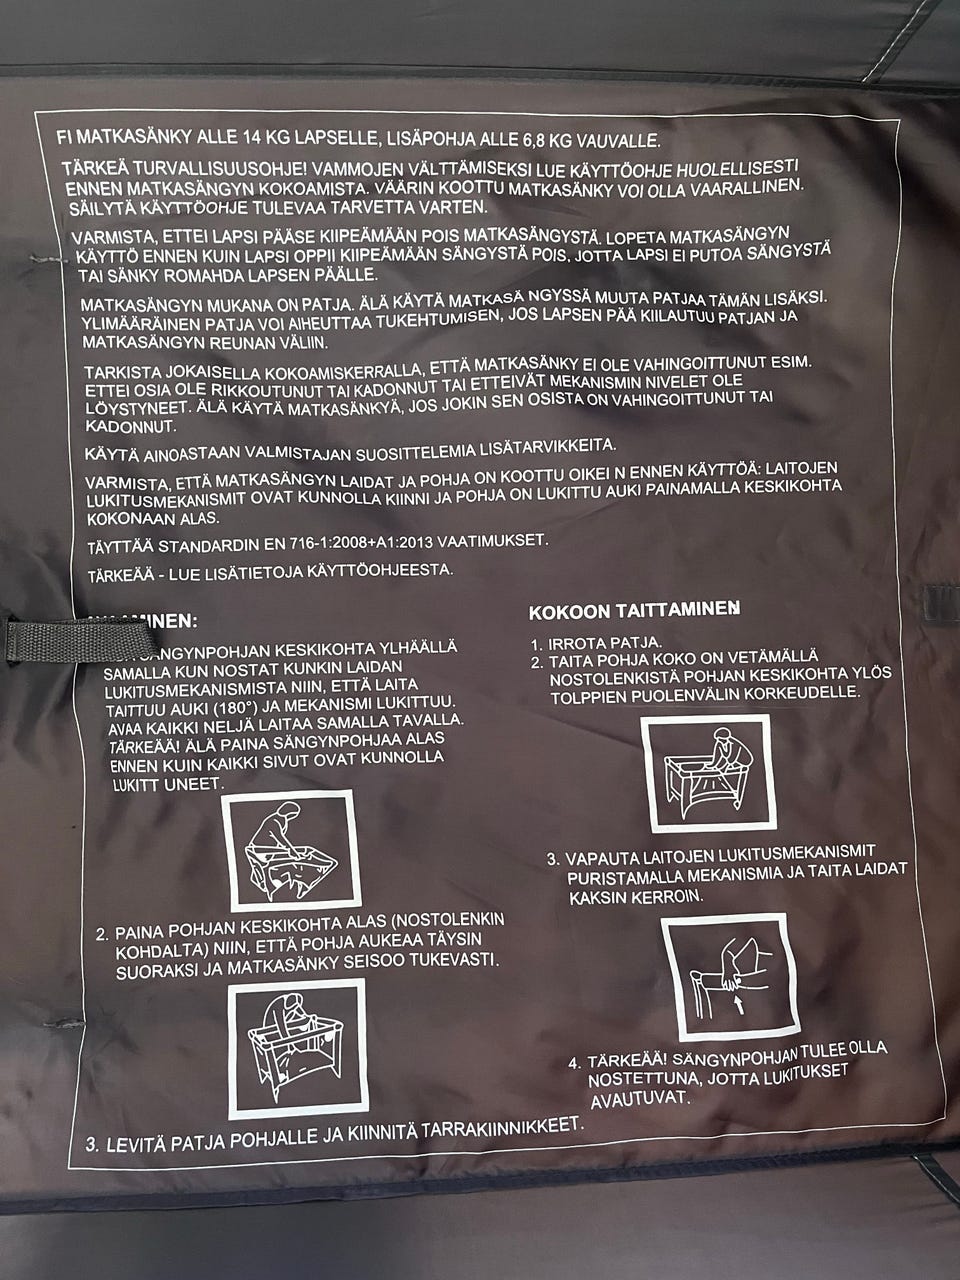 FI MATKASÄNKY ALLE 14 KG LAPSELLE, LISÄPOHJA ALLE 6,8 KG VAUVALLE.
TÄRKEÄ TURVALLISUUSOHJE! VAMMOJEN VÄLTTÄMISEKSI LUE KÄYTTÖOHJE HUOLELLISESTI
ENNEN MATKASÄNGYN KOKOAMISTA. VÄÄRIN KOOTTU MATKASÄNKY VOI OLLA VAARALLINEN.
SÄILYTÄ KÄYTTÖOHJE TULEVAA TARVETTA VARTEN.
VARMISTA, ETTEI LAPSI PÄÄSE KIIPEÄMÄÄN POIS MATKASÄNGYSTÄ. LOPETA MATKASÄNGYN
KÄYTTÖ ENNEN KUIN LAPSI OPPII KIIPEÄMÄÄN SÄNGYSTÄ POIS, JOTTA LAPSI EI PUTOA SÄNGYSTÄ
TAI SÄNKY ROMAHDA LAPSEN PÄÄLLE.
MATKASÄNGYN MUKANA ON PATJA. ÄLÄ KÄYTÄ MATKASÄ NGYSSÄ MUUTA PATJAA TÄMÄN LISÄKSI.
YLIMÄÄRÄINEN PATJA VOI AIHEUTTAA TUKEHTUMISEN, JOS LAPSEN PÄÄ KIILAUTUU PATJAN JA
MATKASÄNGYN REUNAN VÄLIIN.
TARKISTA JOKAISELLA KOKOAMISKERRALLA, ETTÄ MATKASÄNKY EI OLE VAHINGOITTUNUT ESIM.
ETTEI OSIA OLE RIKKOUTUNUT TAI KADONNUT TAI ETTEIVÄT MEKANISMIN NIVELET OLE
LÖYSTYNEET. ÄLÄ KÄYTÄ MATKASÄNKYÄ, JOS JOKIN SEN OSISTA ON VAHINGOITTUNUT TAI
KADONNUT.
KÄYTÄ AINOASTAAN VALMISTAJAN SUOSITTELEMIA LISÄTARVIKKEITA.
VARMISTA, ETTÄ MATKASÄNGYN LAIDAT JA POHJA ON KOOTTU OIKEI N ENNEN KÄYTTÖÄ: LAITOJEN
LUKITUSMEKANISMIT OVAT KUNNOLLA KIINNI JA POHJA ON LUKITTU AUKI PAINAMALLA KESKIKOHTA
KOKONAAN ALAS.
TÄYTTÄÄ STANDARDIN EN 716-1:2008+A1:2013 VAATIMUKSET.
TÄRKEÄÄ - LUE LISÄTIETOJA KÄYTTÖOHJEESTA.
KESKIKOHTA YLHÄÄLLÄ
SAMALLA KUN NOSTAT KUNKIN LAIDAN
LUKITUSMEKANISMISTA NIIN, ETTÄ LAITA
TAITTUU AUKI (180°) JA MEKANISMI LUKITTUU.
AVAA KAIKKI NELJÄ LAITAA SAMALLA TAVALLA.
TÄRKEÄÄ! ÄLÄ PAINA SÄNGYNPOHJAA ALAS
ENNEN KUIN KAIKKI SIVUT OVAT KUNNOLLA
LUKITT UNEET.
2. PAINA POHJAN KESKIKOHTA ALAS (NOSTOLENKIN
KOHDALTA) NIIN, ETTÄ POHJA AUKEAA TÄYSIN
SUORAKSI JA MATKASÄNKY SEISOO TUKEVASTI.
3. LEVITÄ PATJA POHJALLE JA KIINNITÄ TARRAKIINNIKKEET.
KOKOON TAITTAMINEN
1. IRROTA PATJA.
2. TAITA POHJA KOKO ON VETÄMÄLLÄ
NOSTOLENKISTÄ POHJAN KESKIKOHTA YLÖS
TOLPPIEN PUOLENVÄLIN KORKEUDELLE.
3. VAPAUTA LAITOJEN LUKITUSMEKANISMIT
PURISTAMALLA MEKANISMIA JA TAITA LAIDAT
KAKSIN KERROIN.
4. TÄRKEÄÄ! SÄNGYNPOHJAN TULEE OLLA
NOSTETTUNA, JOTTA LUKITUKSET
AVAUTUVAT.